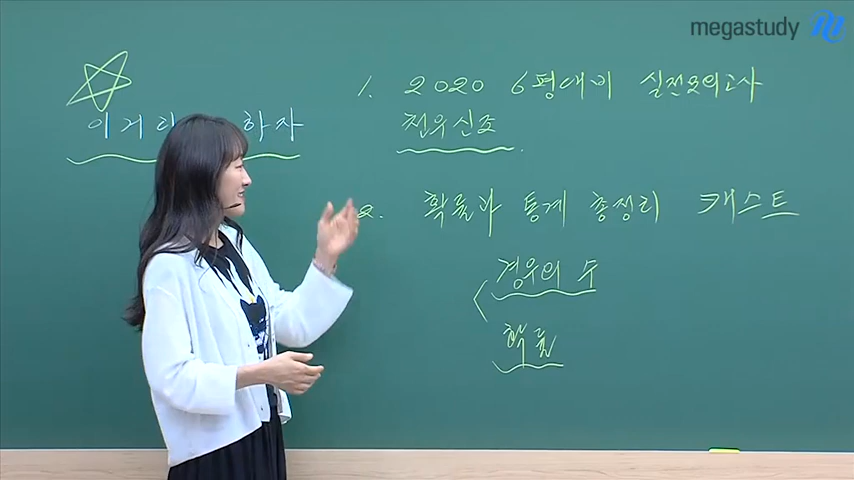 megastudy
이거라 하자
1. 2020 6평대비 실전모의고사
전우신조
2. 확률과 통계 총정리 캐스트
경우의 수
확률